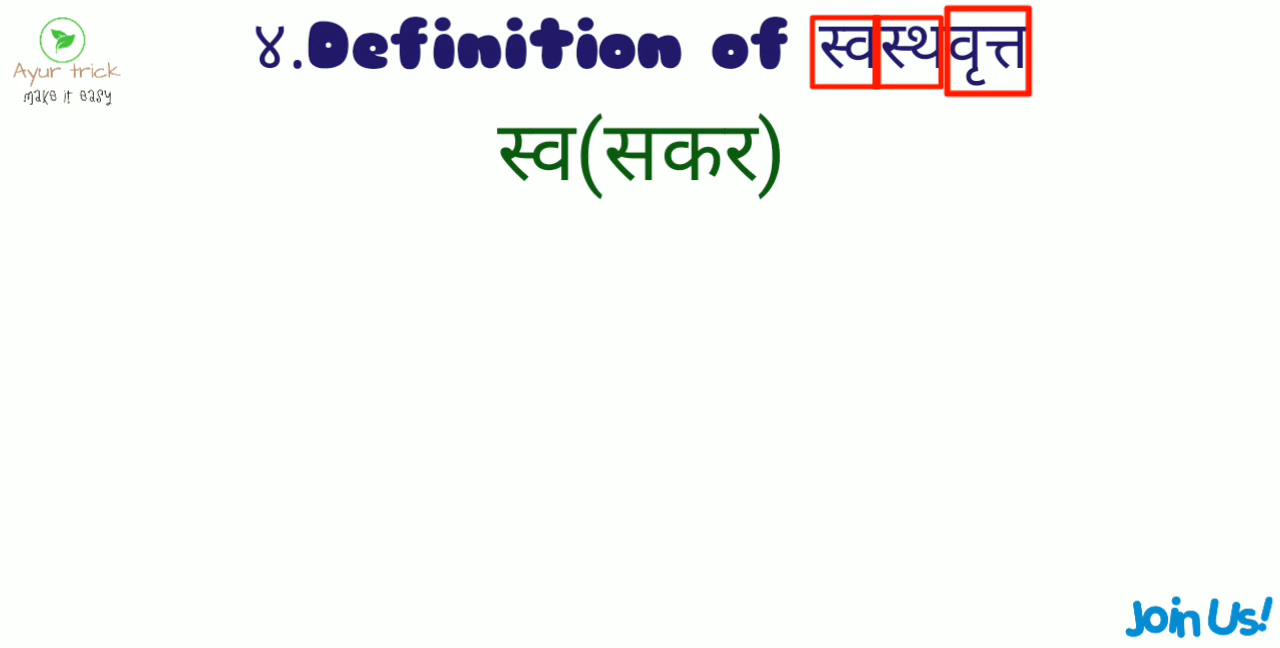 Ayur trick
make it easy
४.Definition of स्वस्थवृत्त
स्व(सकर)
Join Us!